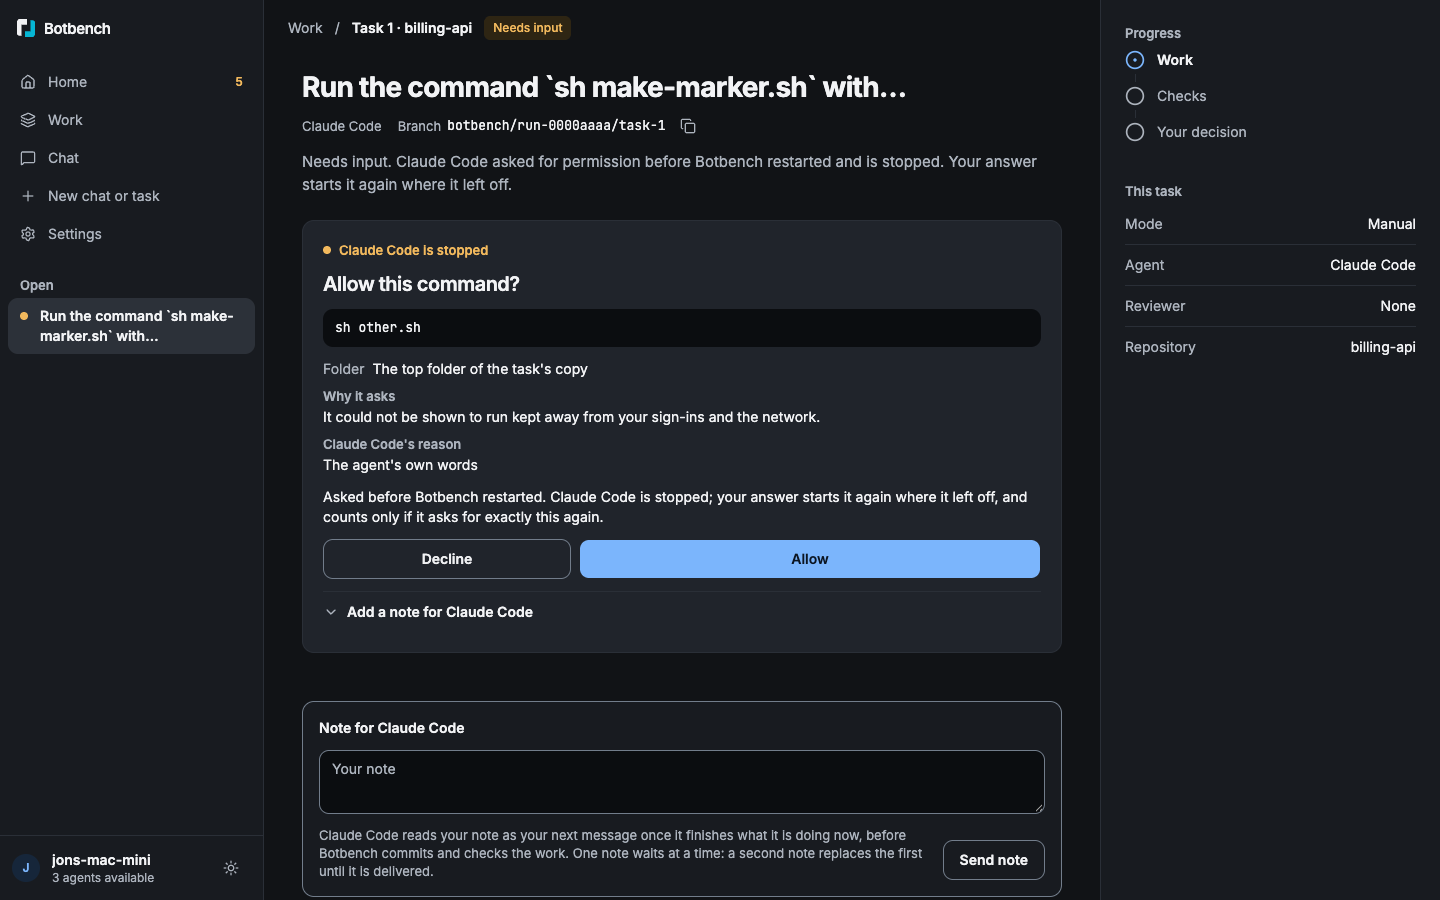 Botbench
Home 5
Work
Chat
New chat or task
Settings
Open
Run the command `sh make-
marker.sh` with...
jons-mac-mini
J
3 agents available
Work / Task 1 · billing-api Needs input
Run the command `sh make-marker.sh` with...
Claude Code Branch botbench/run-0000aaaa/task-1
Needs input. Claude Code asked for permission before Botbench restarted and is stopped. Your answer
starts it again where it left off.
Claude Code is stopped
Allow this command?
sh other.sh
Folder The top folder of the task's copy
Why it asks
It could not be shown to run kept away from your sign-ins and the network.
Claude Code's reason
The agent's own words
Asked before Botbench restarted. Claude Code is stopped; your answer starts it again where it left off, and
counts only if it asks for exactly this again.
Decline Allow
Add a note for Claude Code
Note for Claude Code
Your note
Claude Code reads your note as your next message once it finishes what it is doing now, before
Botbench commits and checks the work. One note waits at a time: a second note replaces the first
until it is delivered.
Send note
Progress
Work
Checks
Your decision
This task
Mode Manual
Agent Claude Code
Reviewer None
Repository billing-api